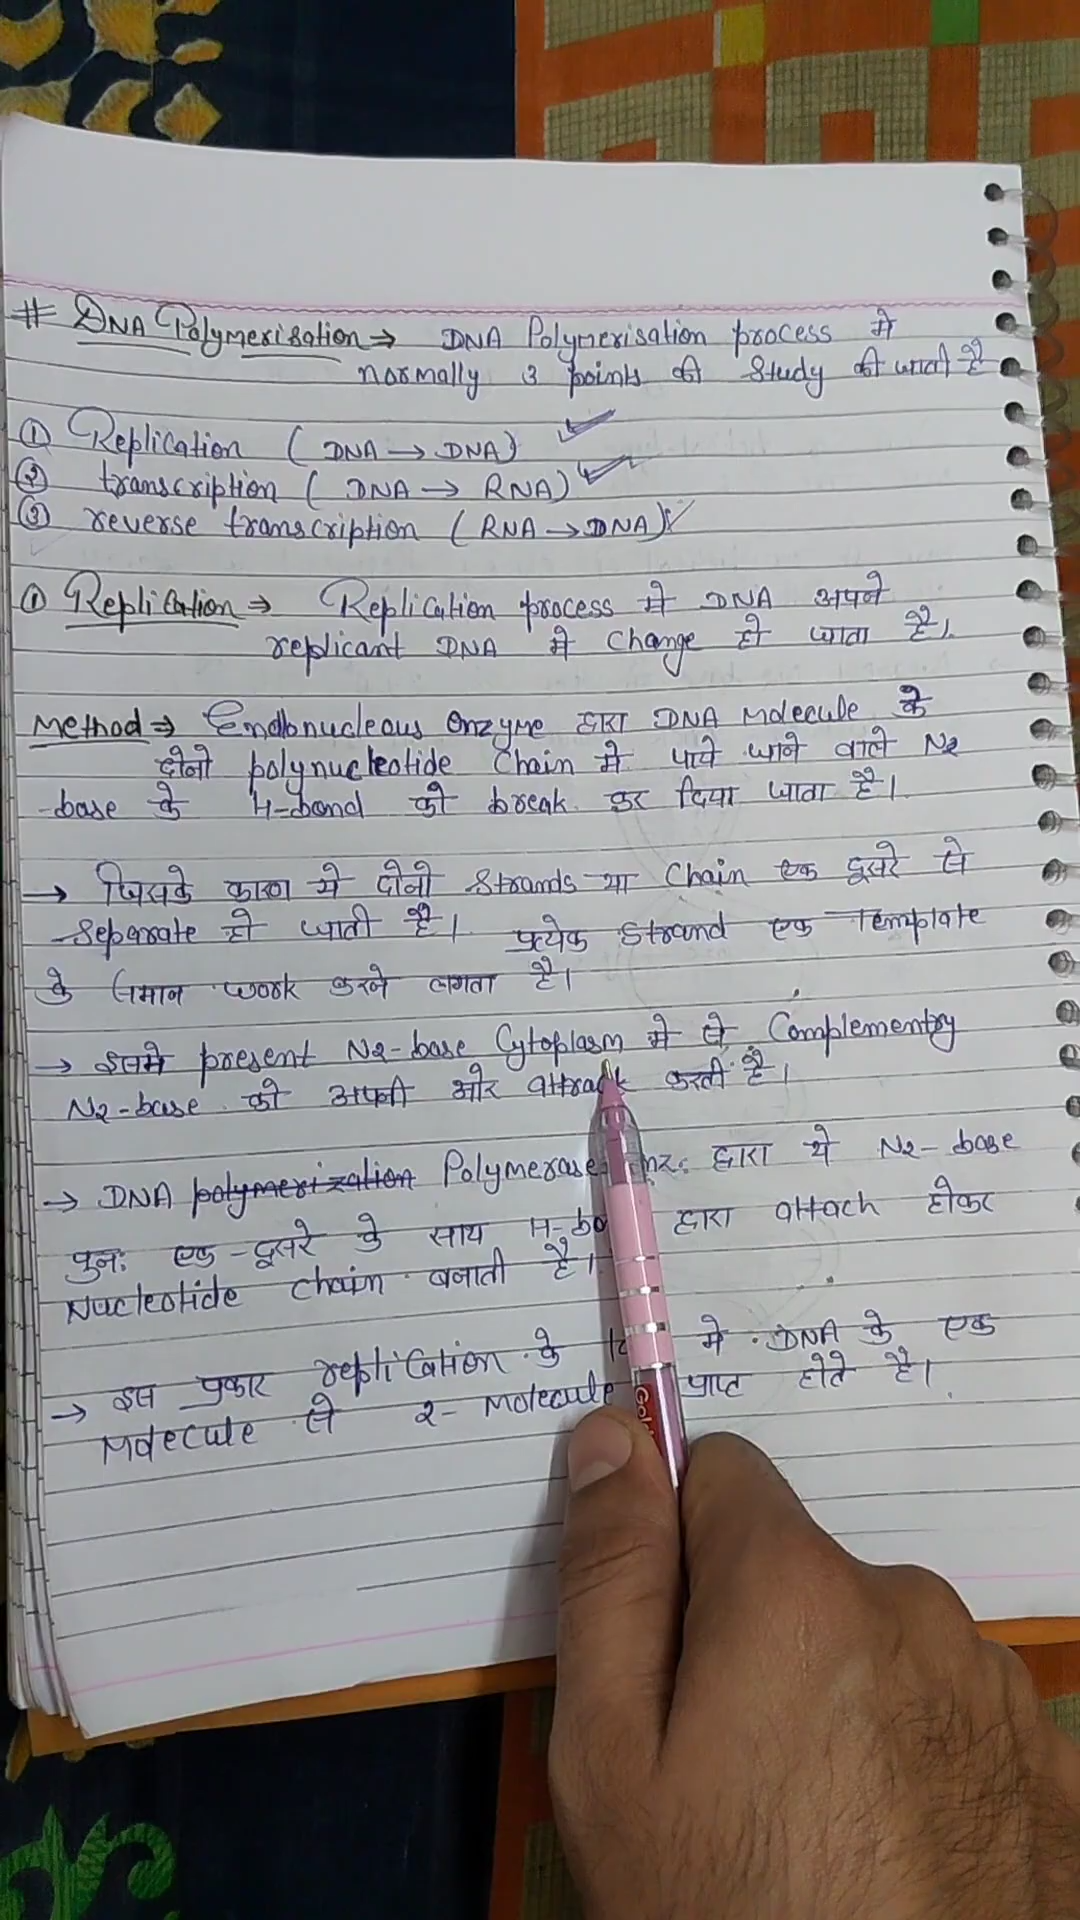 # DNA Polymerisation ⇒ DNA Polymerisation process मे
normally 3 points की study की जाती है
① Replication ( DNA → DNA)
② transcription ( DNA → RNA)
③ reverse transcription ( RNA → DNA)
① Replication ⇒ Replication process मे DNA अपने
replicant DNA मे change हो जाता है।
Method ⇒ Endonucleous enzyme द्वारा DNA Molecule के
दोनो polynucleotide chain मे पाये जाने वाले N2
-base के H-bond को break कर दिया जाता है।
→ जिसके कारण ये दोनो strands या chain एक दूसरे से
separate हो जाती है। प्रत्येक strand एक Template
के समान work करने लगता है।
→ इसमे present N2-base Cytoplasm मे से Complementry
N2-base को अपनी ओर attrack करती है।
→ DNA polymerization Polymerase द्वारा ये N2-base
पुनः एक-दूसरे के साथ द्वारा attach होकर
Nucleotide chain बनाती है।
→ इस प्रकार replication के मे DNA के एक
Molecule से 2- Molecule प्राप्त होते है।